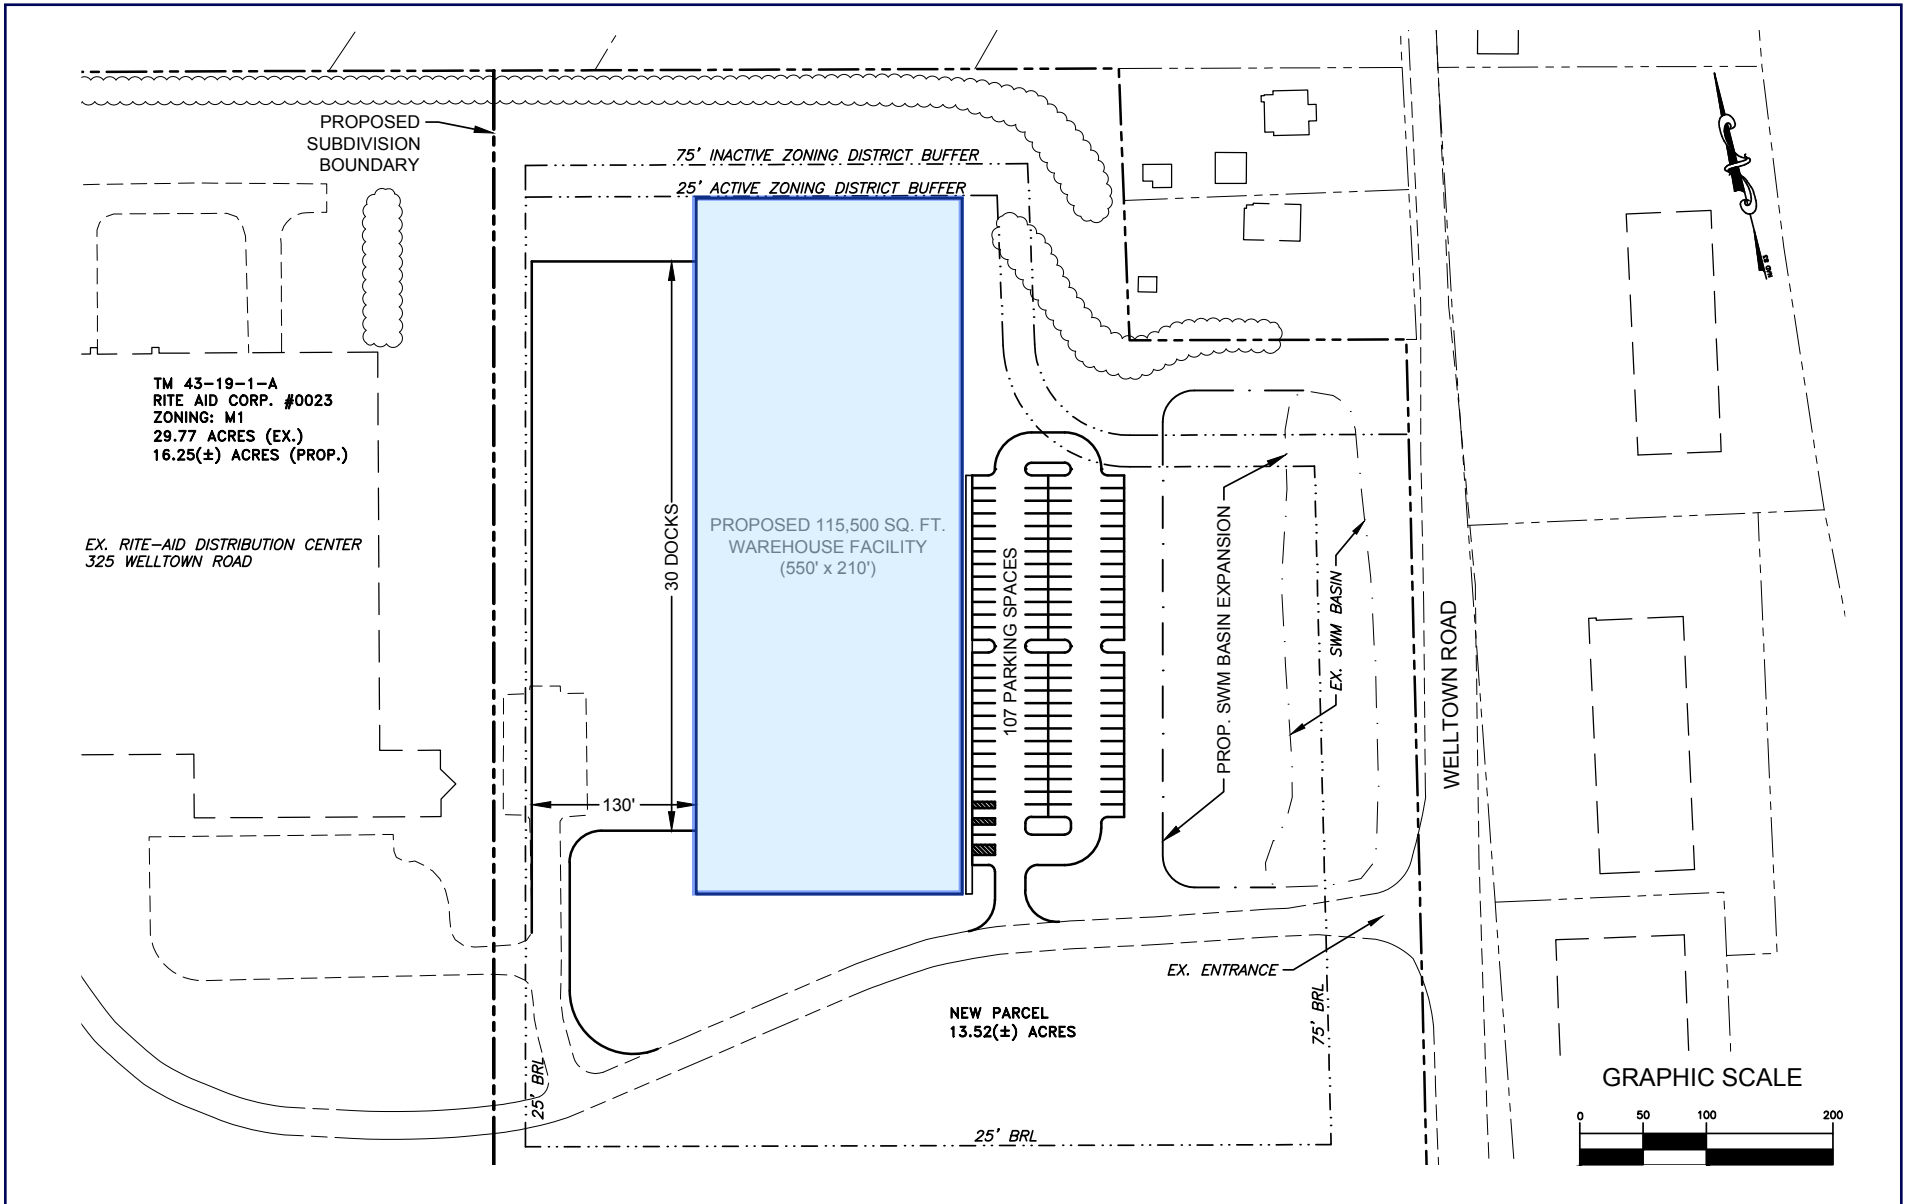 PROPOSED
SUBDIVISION
BOUNDARY
75' INACTIVE ZONING DISTRICT BUFFER
25' ACTIVE ZONING DISTRICT BUFFER
TM 43-19-1-A
RITE AID CORP. #0023
ZONING: M1
29.77 ACRES (EX.)
16.25(±) ACRES (PROP.)
EX. RITE-AID DISTRIBUTION CENTER
325 WELLTOWN ROAD
30 DOCKS
PROPOSED 115,500 SQ. FT.
WAREHOUSE FACILITY
(550' x 210')
107 PARKING SPACES
PROP. SWM BASIN EXPANSION
EX. SWM BASIN
WELLTOWN ROAD
130'
EX. ENTRANCE
NEW PARCEL
13.52(±) ACRES
75' BRL
25' BRL
25' BRL
GRAPHIC SCALE
0 50 100 200